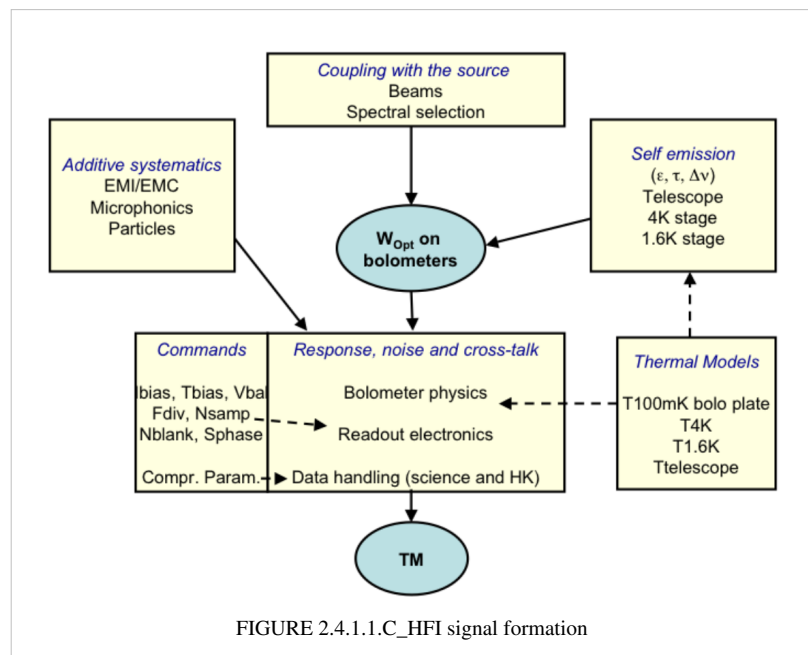 Coupling with the source
Beams
Spectral selection
Additive systematics
EMI/EMC
Microphonics
Particles
Self emission
(ε, τ, Δν)
Telescope
4K stage
1.6K stage
W_Opt on
bolometers
Commands
Ibias, Tbias, Vbal
Fdiv, Nsamp
Nblank, Sphase
Compr. Param.
Response, noise and cross-talk
Bolometer physics
Readout electronics
Data handling (science and HK)
Thermal Models
T100mK bolo plate
T4K
T1.6K
Ttelescope
TM
FIGURE 2.4.1.1.C_HFI signal formation